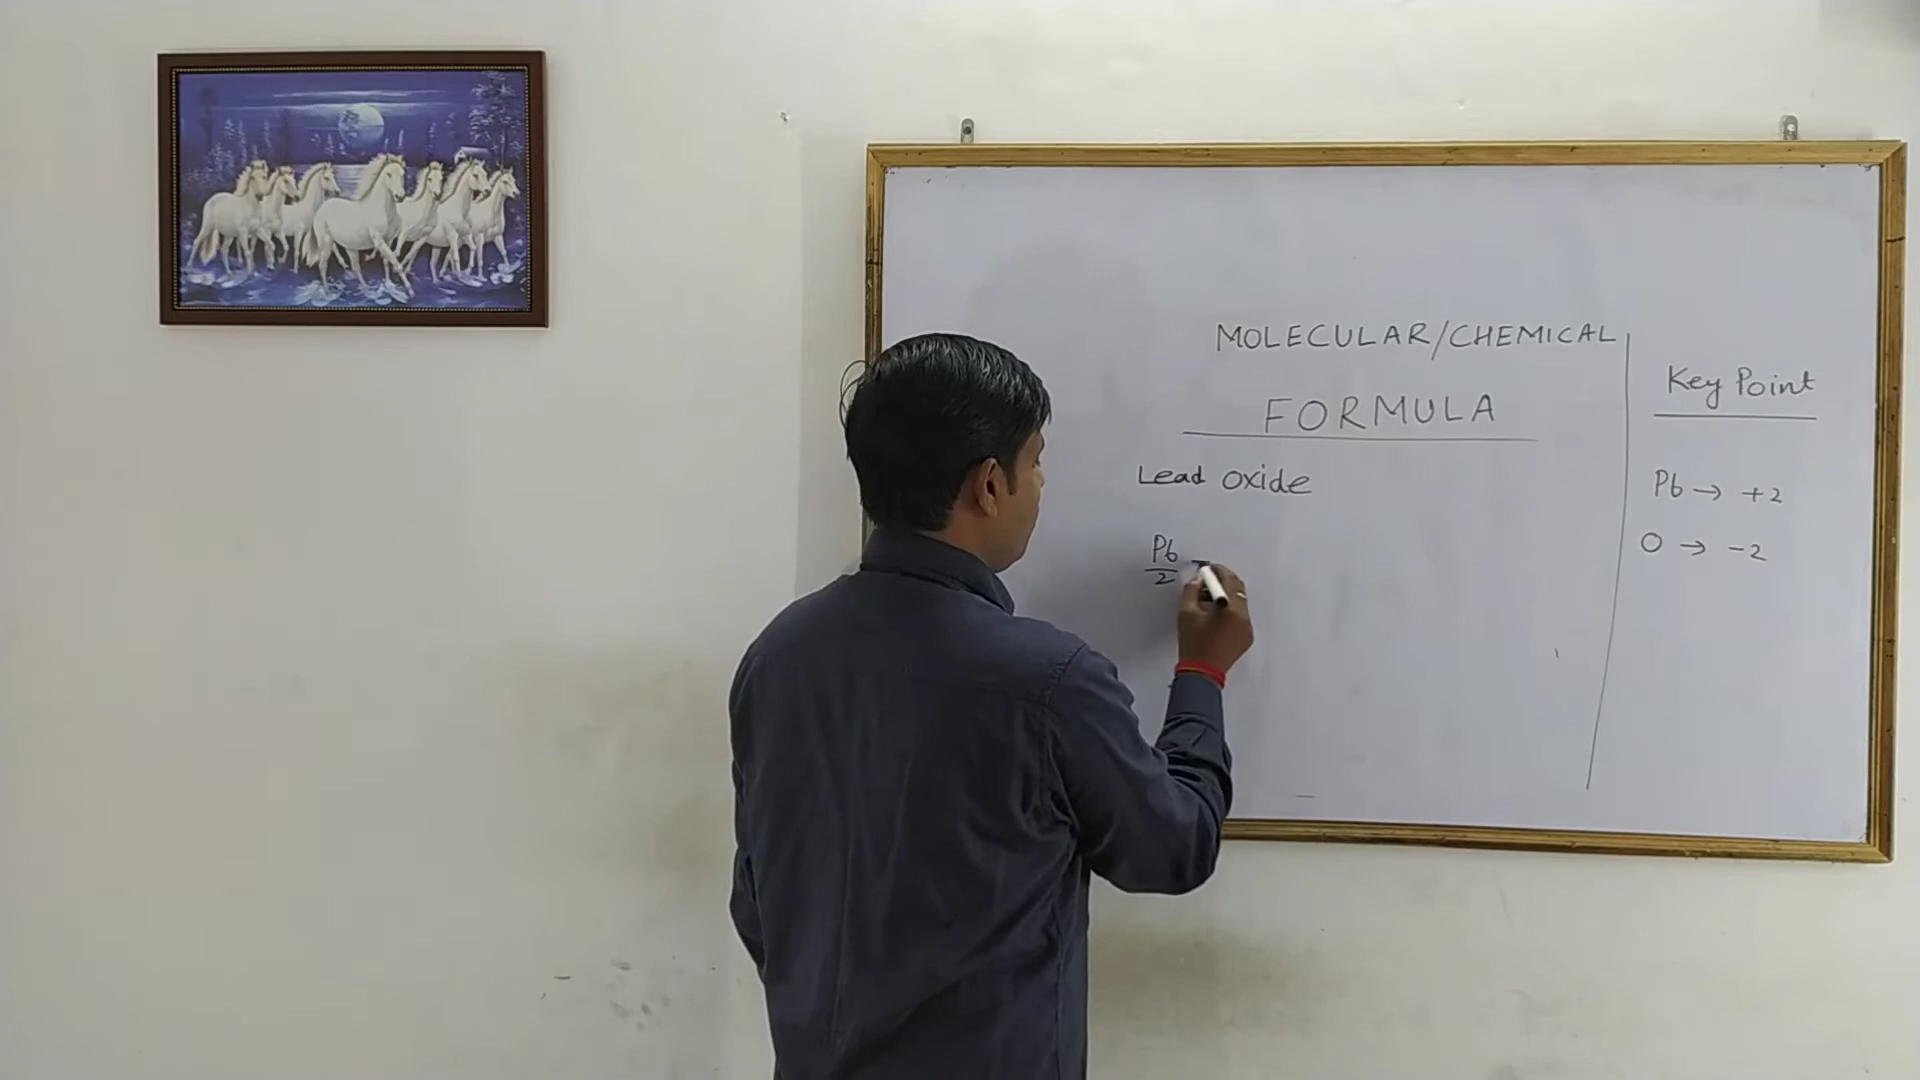 MOLECULAR/CHEMICAL
FORMULA
Lead oxide
Pb
2
Key Point
Pb → +2
O → -2